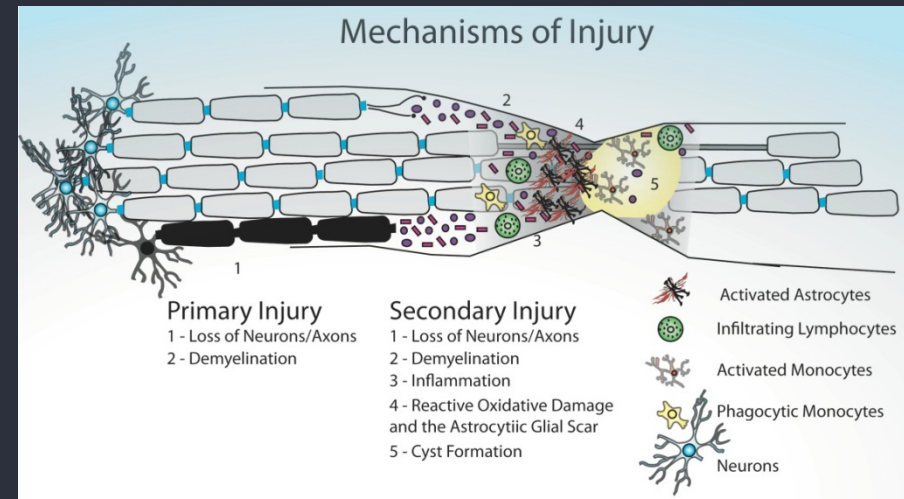 Mechanisms of Injury
2
4
5
3
1
Primary Injury
1 - Loss of Neurons/Axons
2 - Demyelination
Secondary Injury
1 - Loss of Neurons/Axons
2 - Demyelination
3 - Inflammation
4 - Reactive Oxidative Damage
and the Astrocytiic Glial Scar
5 - Cyst Formation
Activated Astrocytes
Infiltrating Lymphocytes
Activated Monocytes
Phagocytic Monocytes
Neurons